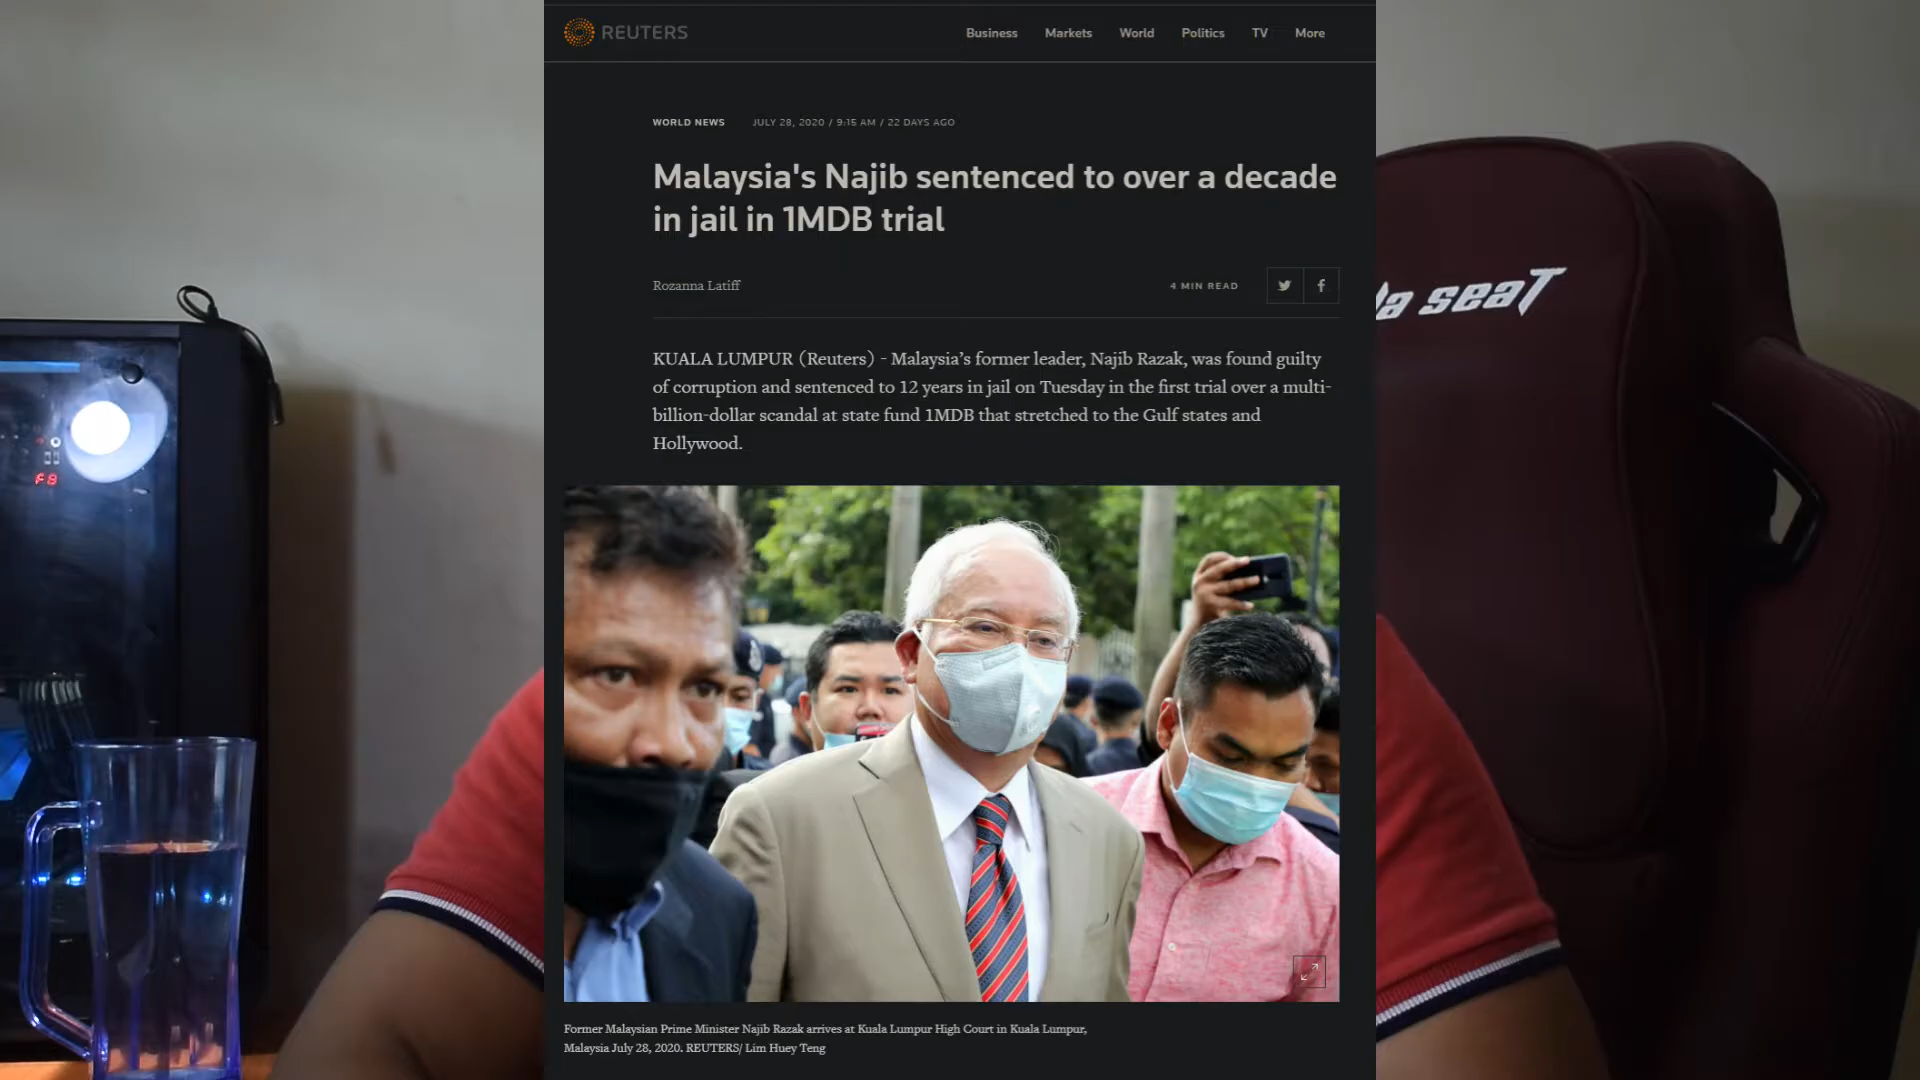 REUTERS
Business Markets World Politics TV More
WORLD NEWS JULY 28, 2020 / 9:15 AM / 22 DAYS AGO
Malaysia's Najib sentenced to over a decade
in jail in 1MDB trial
Rozanna Latiff
4 MIN READ
KUALA LUMPUR (Reuters) - Malaysia’s former leader, Najib Razak, was found guilty
of corruption and sentenced to 12 years in jail on Tuesday in the first trial over a multi-
billion-dollar scandal at state fund 1MDB that stretched to the Gulf states and
Hollywood.
Former Malaysian Prime Minister Najib Razak arrives at Kuala Lumpur High Court in Kuala Lumpur,
Malaysia July 28, 2020. REUTERS/ Lim Huey Teng
la seaT
F8